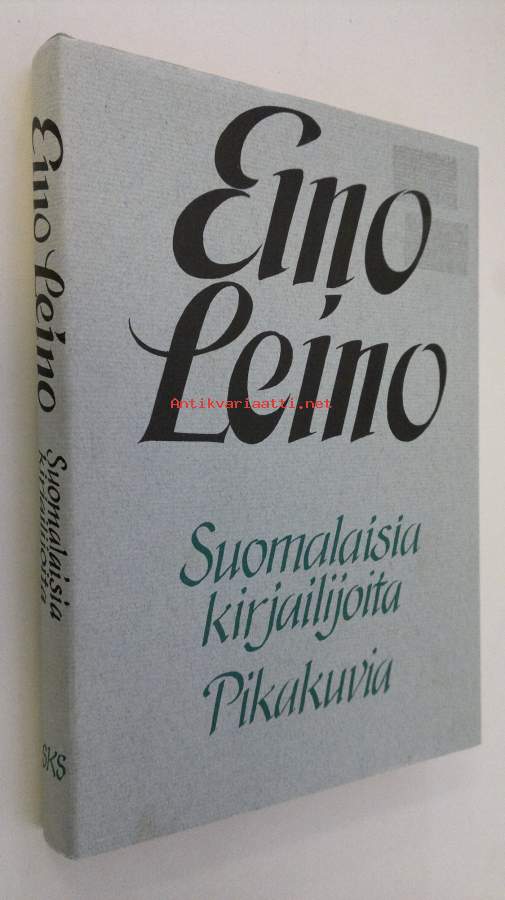 Eino
Leino
Suomalaisia
kirjailijoita
Pikakuvia
Eino Leino
Suomalaisia
kirjailijoita
SKS
Antikvariaatti.net